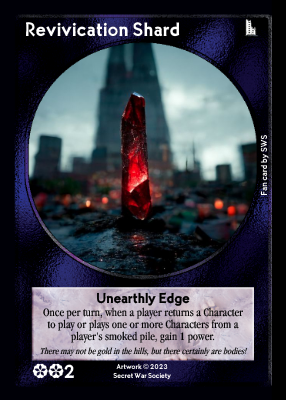 Revivication Shard
Fan card by SWS
Unearthly Edge
Once per turn, when a player returns a Character
to play or plays one or more Characters from a
player's smoked pile, gain 1 power.
There may not be gold in the hills, but there certainly are bodies!
2
Artwork © 2023
Secret War Society